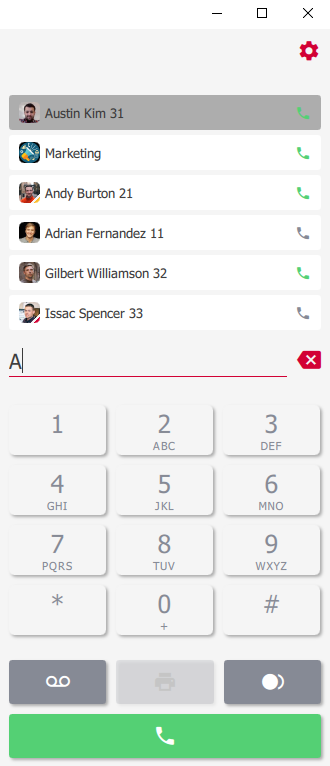 Austin Kim 31
Marketing
Andy Burton 21
Adrian Fernandez 11
Gilbert Williamson 32
Issac Spencer 33
A
1 2 3
ABC DEF
4 5 6
GHI JKL MNO
7 8 9
PQRS TUV WXYZ
* 0 #
+